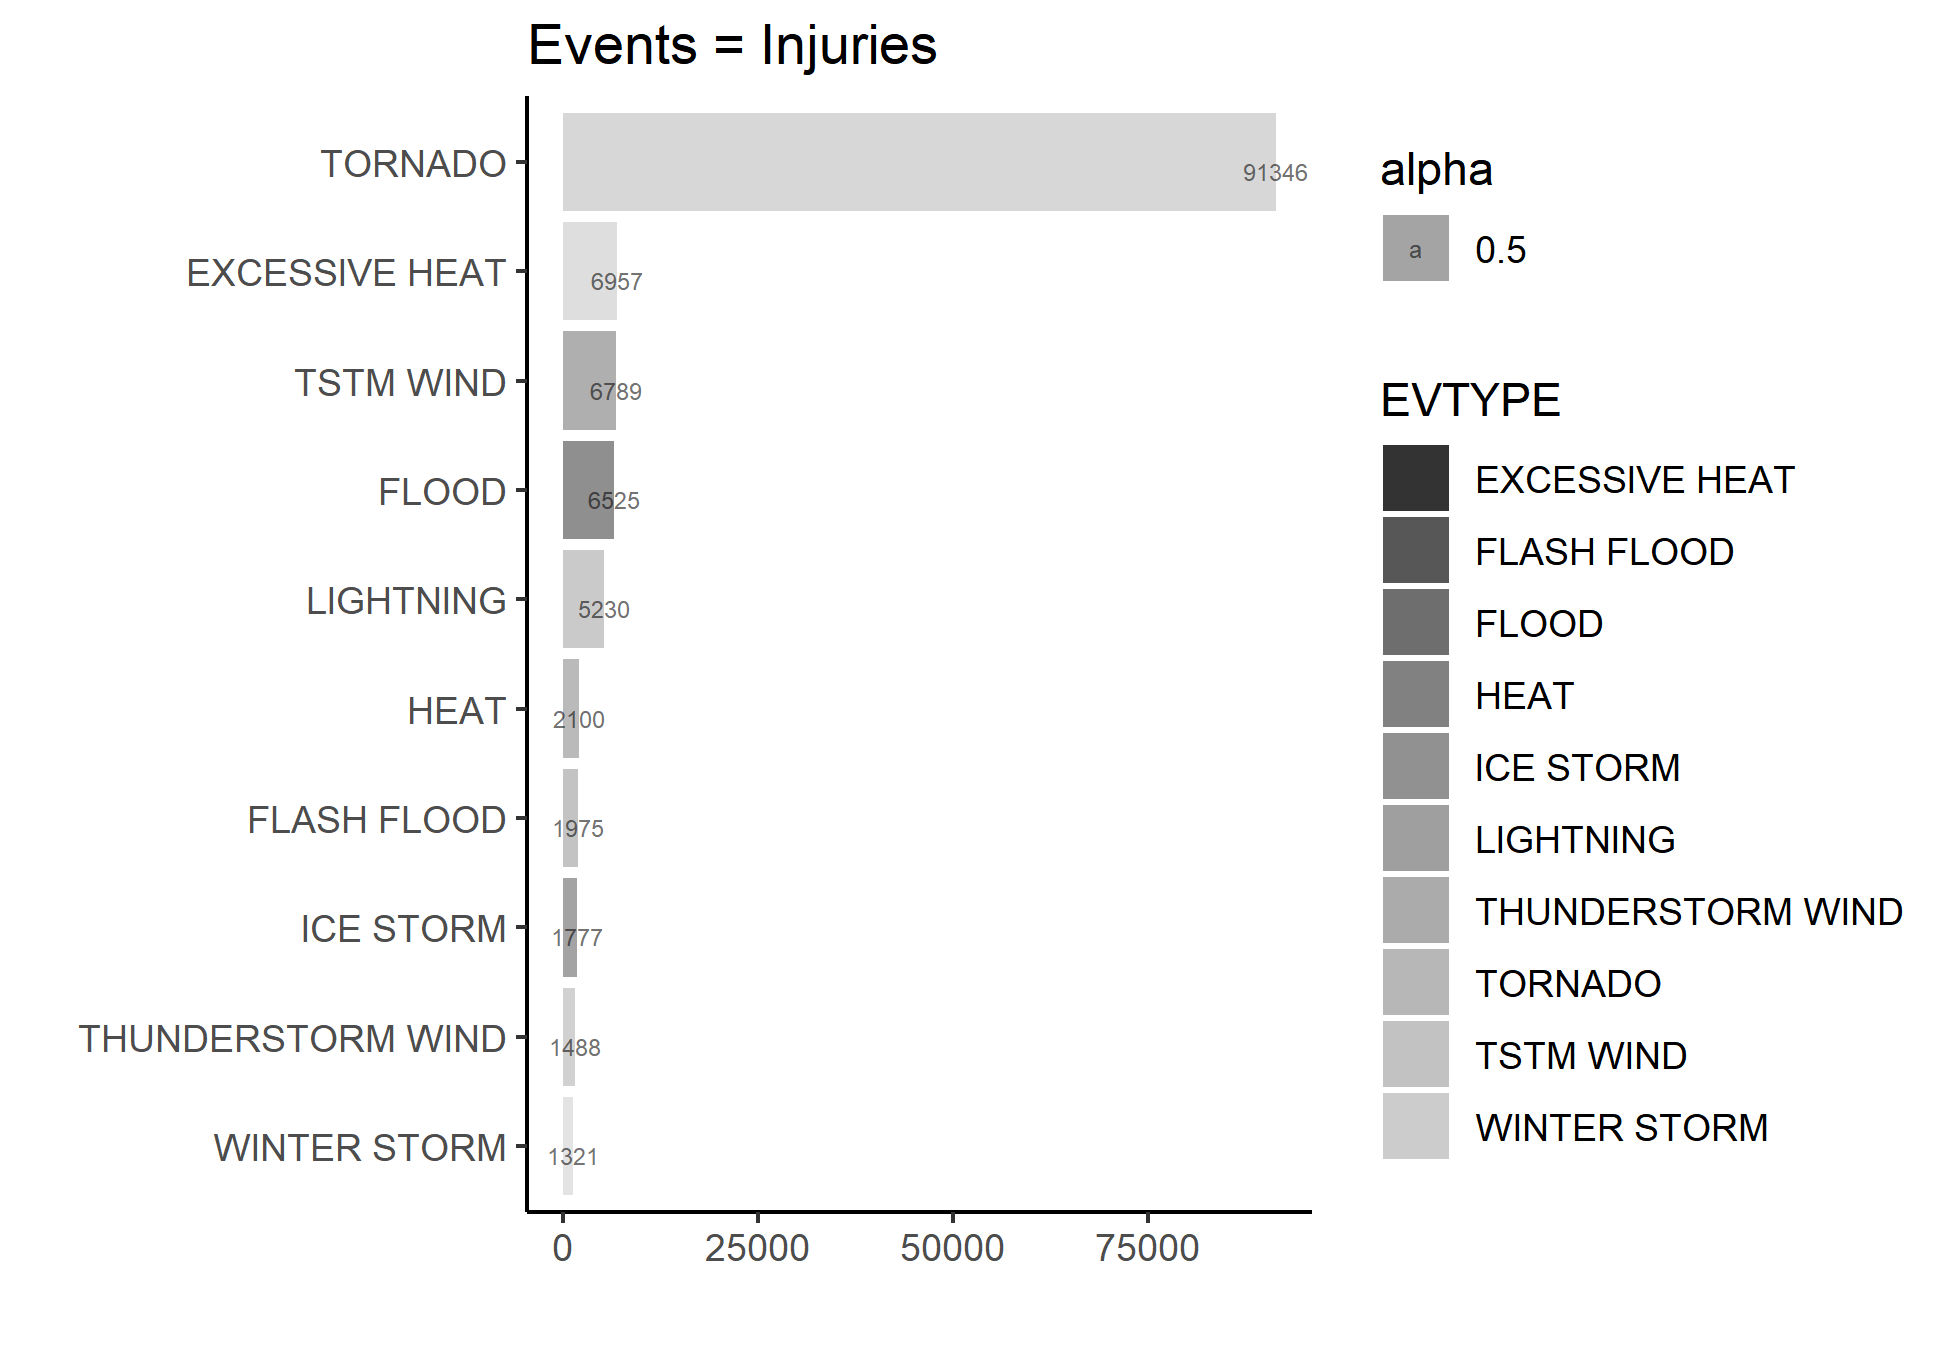 Events = Injuries
TORNADO
91346
EXCESSIVE HEAT
6957
TSTM WIND
6789
FLOOD
6525
LIGHTNING
5230
HEAT
2100
FLASH FLOOD
1975
ICE STORM
1777
THUNDERSTORM WIND
1488
WINTER STORM
1321
0 25000 50000 75000
alpha
a 0.5
EVTYPE
EXCESSIVE HEAT
FLASH FLOOD
FLOOD
HEAT
ICE STORM
LIGHTNING
THUNDERSTORM WIND
TORNADO
TSTM WIND
WINTER STORM